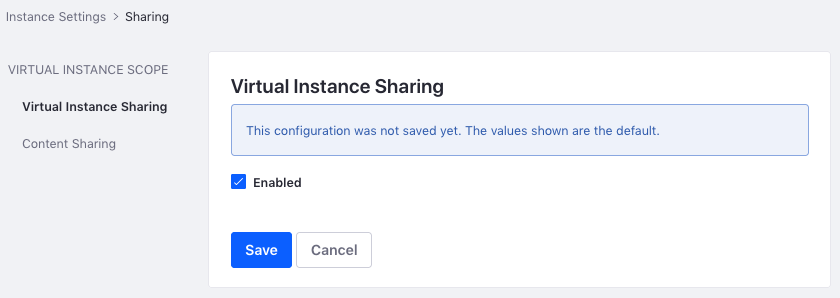 Instance Settings > Sharing
VIRTUAL INSTANCE SCOPE
Virtual Instance Sharing
Content Sharing
Virtual Instance Sharing
This configuration was not saved yet. The values shown are the default.
Enabled
Save Cancel